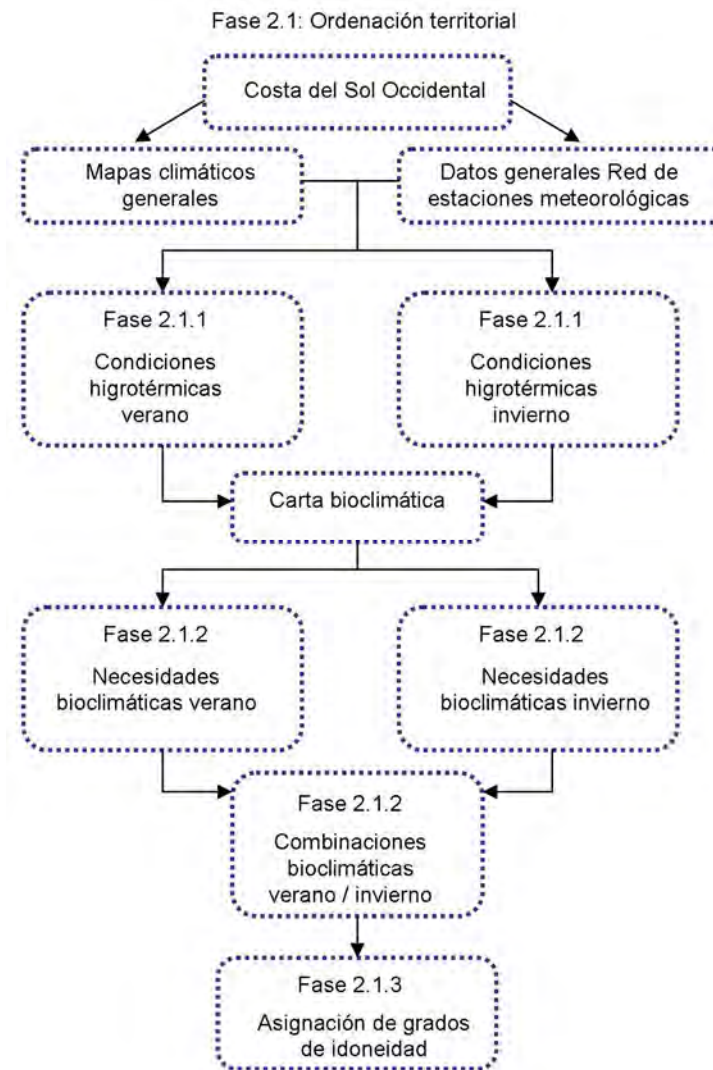 Fase 2.1: Ordenación territorial
Costa del Sol Occidental
Mapas climáticos
generales
Datos generales Red de
estaciones meteorológicas
Fase 2.1.1
Condiciones
higrotérmicas
verano
Fase 2.1.1
Condiciones
higrotérmicas
invierno
Carta bioclimática
Fase 2.1.2
Necesidades
bioclimáticas verano
Fase 2.1.2
Necesidades
bioclimáticas invierno
Fase 2.1.2
Combinaciones
bioclimáticas
verano / invierno
Fase 2.1.3
Asignación de grados
de idoneidad